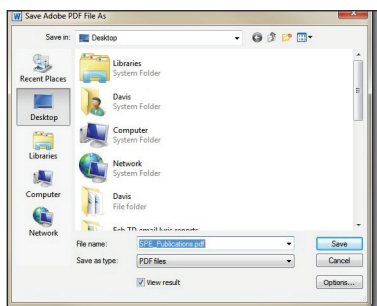 Save Adobe PDF File As
Save in:
Desktop
Recent Places
Desktop
Libraries
Computer
Network
Libraries
System Folder
Davis
System Folder
Computer
System Folder
Network
System Folder
Davis
File folder
File name:
SPE_Publications.pdf
Save
Save as type:
PDF files
Cancel
View result
Options...